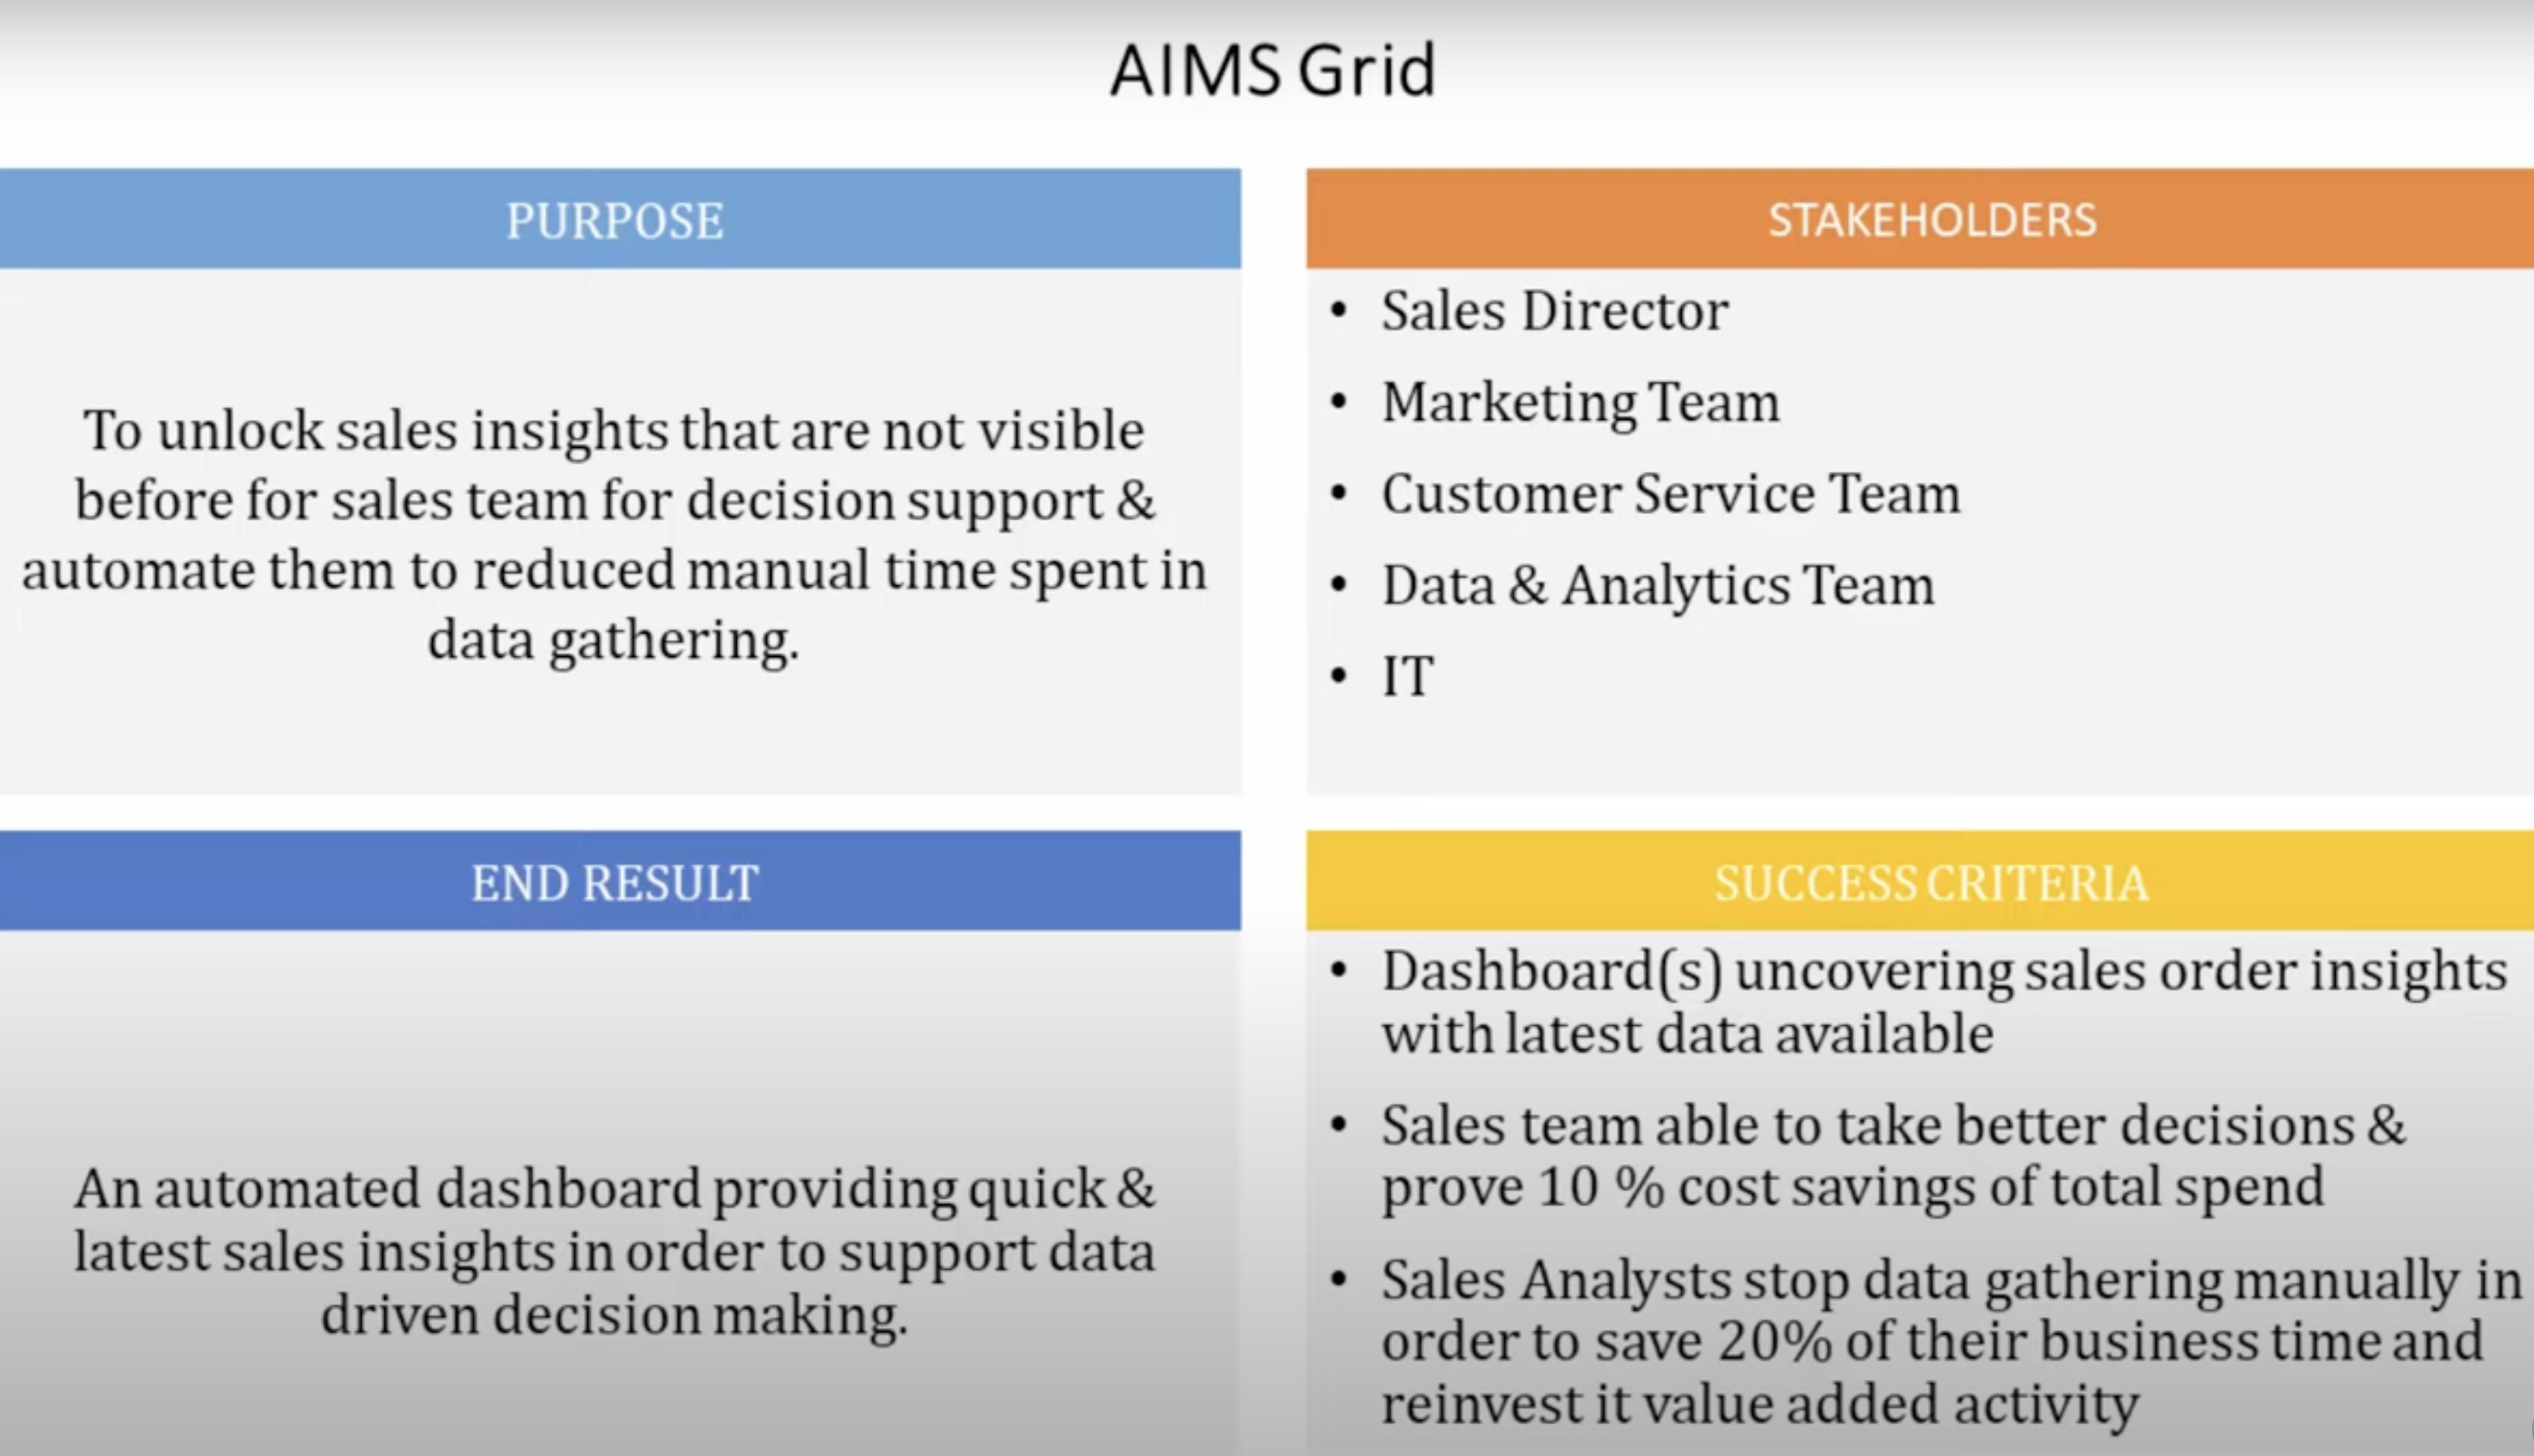 AIMS Grid
PURPOSE
To unlock sales insights that are not visible
before for sales team for decision support &
automate them to reduced manual time spent in
data gathering.
STAKEHOLDERS
• Sales Director
• Marketing Team
• Customer Service Team
• Data & Analytics Team
• IT
END RESULT
An automated dashboard providing quick &
latest sales insights in order to support data
driven decision making.
SUCCESS CRITERIA
• Dashboard(s) uncovering sales order insights
with latest data available
• Sales team able to take better decisions &
prove 10 % cost savings of total spend
• Sales Analysts stop data gathering manually in
order to save 20% of their business time and
reinvest it value added activity